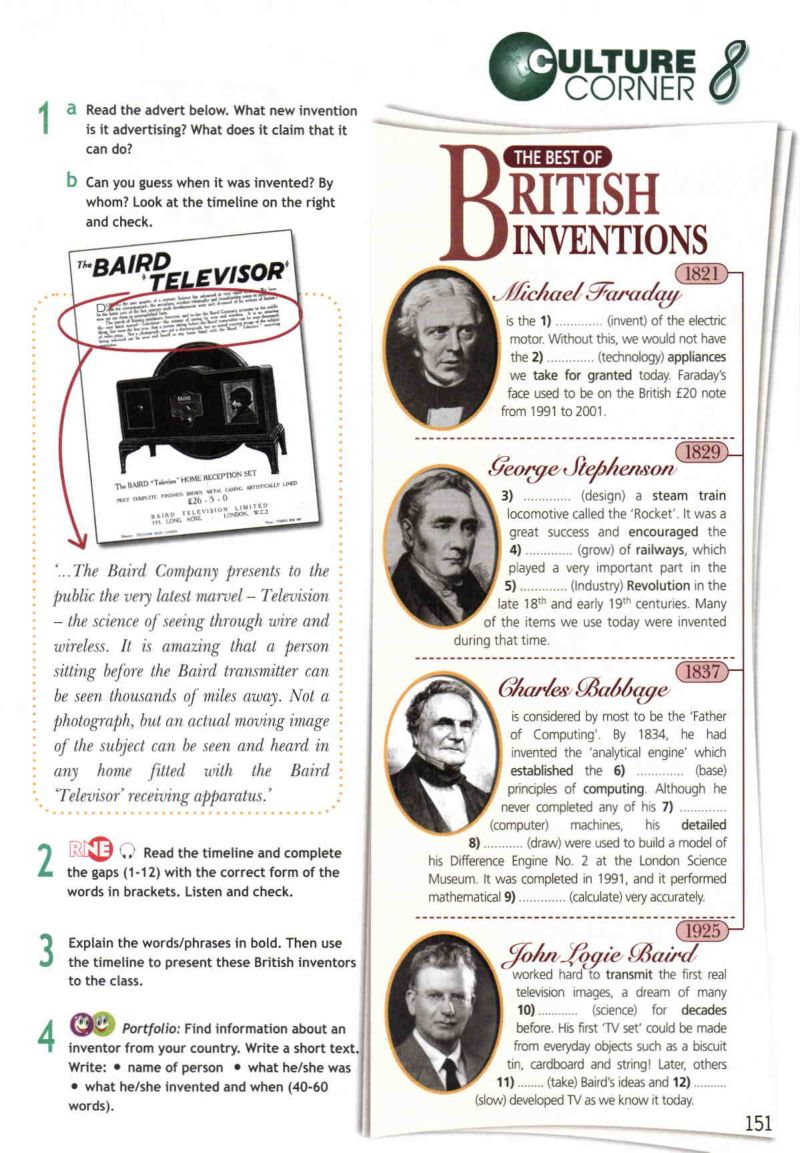 CULTURE CORNER 8
1 a Read the advert below. What new invention
is it advertising? What does it claim that it
can do?
b Can you guess when it was invented? By
whom? Look at the timeline on the right
and check.
The BAIRD
"TELEVISOR"
The BAIRD "Televisor" HOME RECEPTION SET
PRICE COMPLETE, FINISHED BROWN METAL CASING, ARTISTICALLY LINED
£26 - 5 - 0
BAIRD TELEVISION LIMITED
133, LONG ACRE, LONDON, W.C.2
'...The Baird Company presents to the
public the very latest marvel – Television
– the science of seeing through wire and
wireless. It is amazing that a person
sitting before the Baird transmitter can
be seen thousands of miles away. Not a
photograph, but an actual moving image
of the subject can be seen and heard in
any home fitted with the Baird
'Televisor' receiving apparatus.'
2 RNE Read the timeline and complete
the gaps (1-12) with the correct form of the
words in brackets. Listen and check.
3 Explain the words/phrases in bold. Then use
the timeline to present these British inventors
to the class.
4 Portfolio: Find information about an
inventor from your country. Write a short text.
Write: • name of person • what he/she was
• what he/she invented and when (40-60
words).
THE BEST OF
BRITISH
INVENTIONS
1821
Michael Faraday
is the 1) ............. (invent) of the electric
motor. Without this, we would not have
the 2) ............. (technology) appliances
we take for granted today. Faraday's
face used to be on the British £20 note
from 1991 to 2001.
1829
George Stephenson
3) ............. (design) a steam train
locomotive called the 'Rocket'. It was a
great success and encouraged the
4) ............. (grow) of railways, which
played a very important part in the
5) ............. (Industry) Revolution in the
late 18th and early 19th centuries. Many
of the items we use today were invented
during that time.
1837
Charles Babbage
is considered by most to be the 'Father
of Computing'. By 1834, he had
invented the 'analytical engine' which
established the 6) ............. (base)
principles of computing. Although he
never completed any of his 7) .............
(computer) machines, his detailed
8) ........... (draw) were used to build a model of
his Difference Engine No. 2 at the London Science
Museum. It was completed in 1991, and it performed
mathematical 9) ............. (calculate) very accurately.
1925
John Logie Baird
worked hard to transmit the first real
television images, a dream of many
10) ........... (science) for decades
before. His first 'TV set' could be made
from everyday objects such as a biscuit
tin, cardboard and string! Later, others
11) ........ (take) Baird's ideas and 12) ..........
(slow) developed TV as we know it today.
151